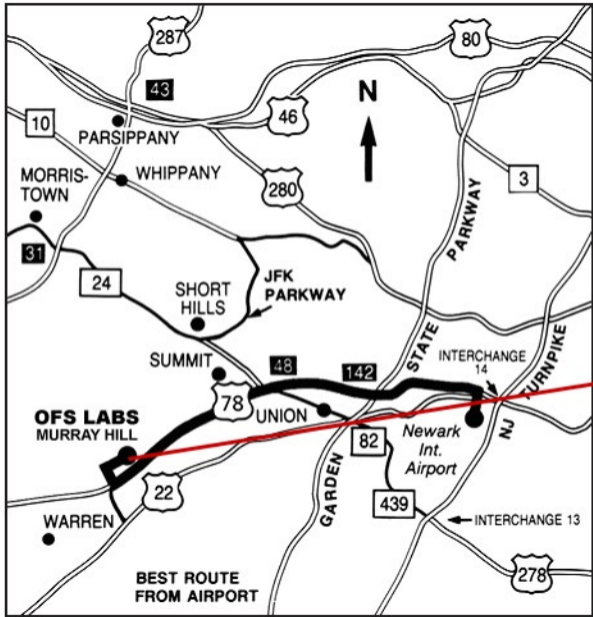 287
80
43
N
46
10
PARSIPPANY
WHIPPANY
MORRIS-
TOWN
280
3
31
24
SHORT
HILLS
JFK
PARKWAY
PARKWAY
STATE
GARDEN
SUMMIT
48
142
INTERCHANGE
14
TURNPIKE
NJ
78
UNION
OFS LABS
MURRAY HILL
82
Newark
Int.
Airport
22
439
WARREN
INTERCHANGE 13
278
BEST ROUTE
FROM AIRPORT